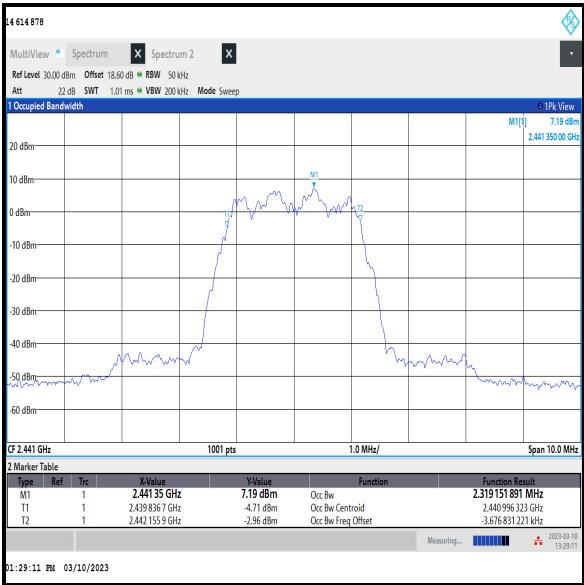 14 614 878
MultiView Spectrum X Spectrum 2 X
Ref Level 30.00 dBm Offset 18.60 dB RBW 50 kHz
Att 22 dB SWT 1.01 ms VBW 200 kHz Mode Sweep
1 Occupied Bandwidth 1Pk View
M1[1] 7.19 dBm
2.441 350 00 GHz
20 dBm
M1
10 dBm
T1 T2
0 dBm
-10 dBm
-20 dBm
-30 dBm
-40 dBm
-50 dBm
-60 dBm
CF 2.441 GHz 1001 pts 1.0 MHz/ Span 10.0 MHz
2 Marker Table
Type Ref Trc X-Value Y-Value Function Function Result
M1 1 2.441 35 GHz 7.19 dBm Occ Bw 2.319 151 891 MHz
T1 1 2.439 836 7 GHz -4.71 dBm Occ Bw Centroid 2.440 996 323 GHz
T2 1 2.442 155 9 GHz -2.96 dBm Occ Bw Freq Offset -3.676 831 221 kHz
Measuring... 2023-03-10
13:29:11
01:29:11 PM 03/10/2023